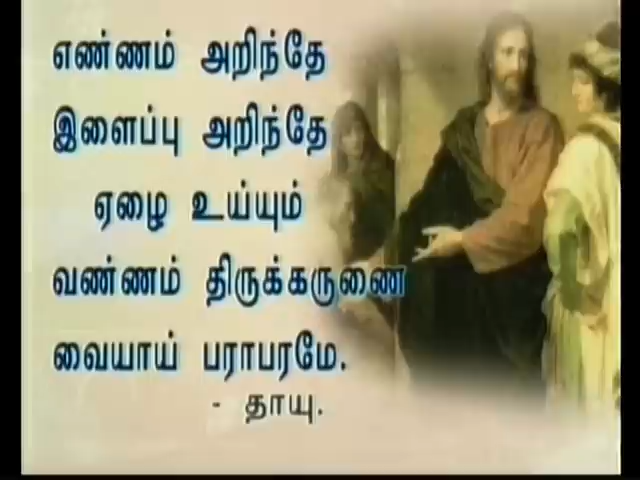 எண்ணம் அறிந்தே
இளைப்பு அறிந்தே
ஏழை உய்யும்
வண்ணம் திருக்கருணை
வையாய் பராபரமே.
- தாயு.